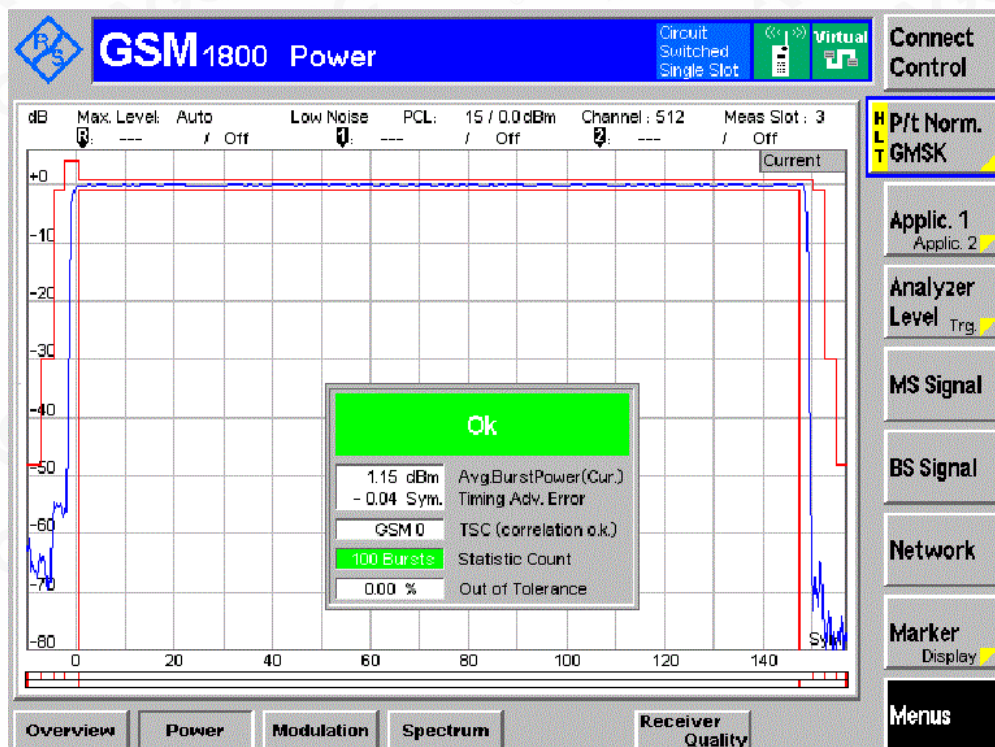 R/S
GSM 1800 Power
Circuit Switched Single Slot
Virtual
Connect Control
dB Max. Level: Auto Low Noise PCL: 15 / 0.0 dBm Channel : 512 Meas Slot : 3
R: --- / Off 1: --- / Off 2: --- / Off
Current
H L T
P/t Norm. GMSK
Applic. 1
Applic. 2
Analyzer Level Trg.
MS Signal
BS Signal
Network
Marker
Display
Menus
+0
-10
-20
-30
-40
-50
-60
-70
-80
Ok
1.15 dBm Avg.BurstPower(Cur.)
- 0.04 Sym. Timing Adv. Error
GSM 0 TSC (correlation o.k.)
100 Bursts Statistic Count
0.00 % Out of Tolerance
0 20 40 60 80 100 120 140
Overview
Power
Modulation
Spectrum
Receiver Quality